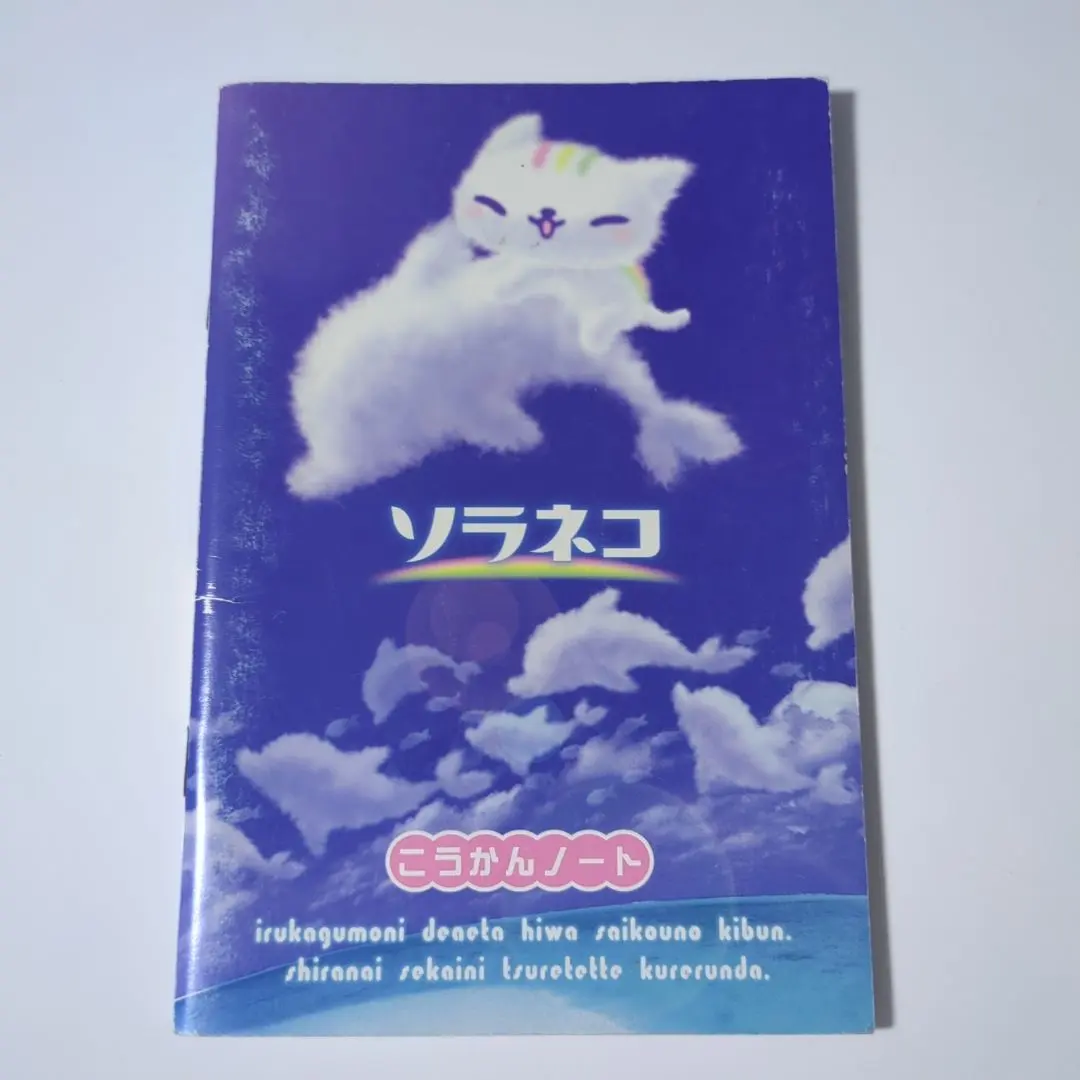 ソラネコ
こうかんノート
irukagumoni deaeta hiwa saikouno kibun.
shiranai sekaini tsuretette kurerunda.